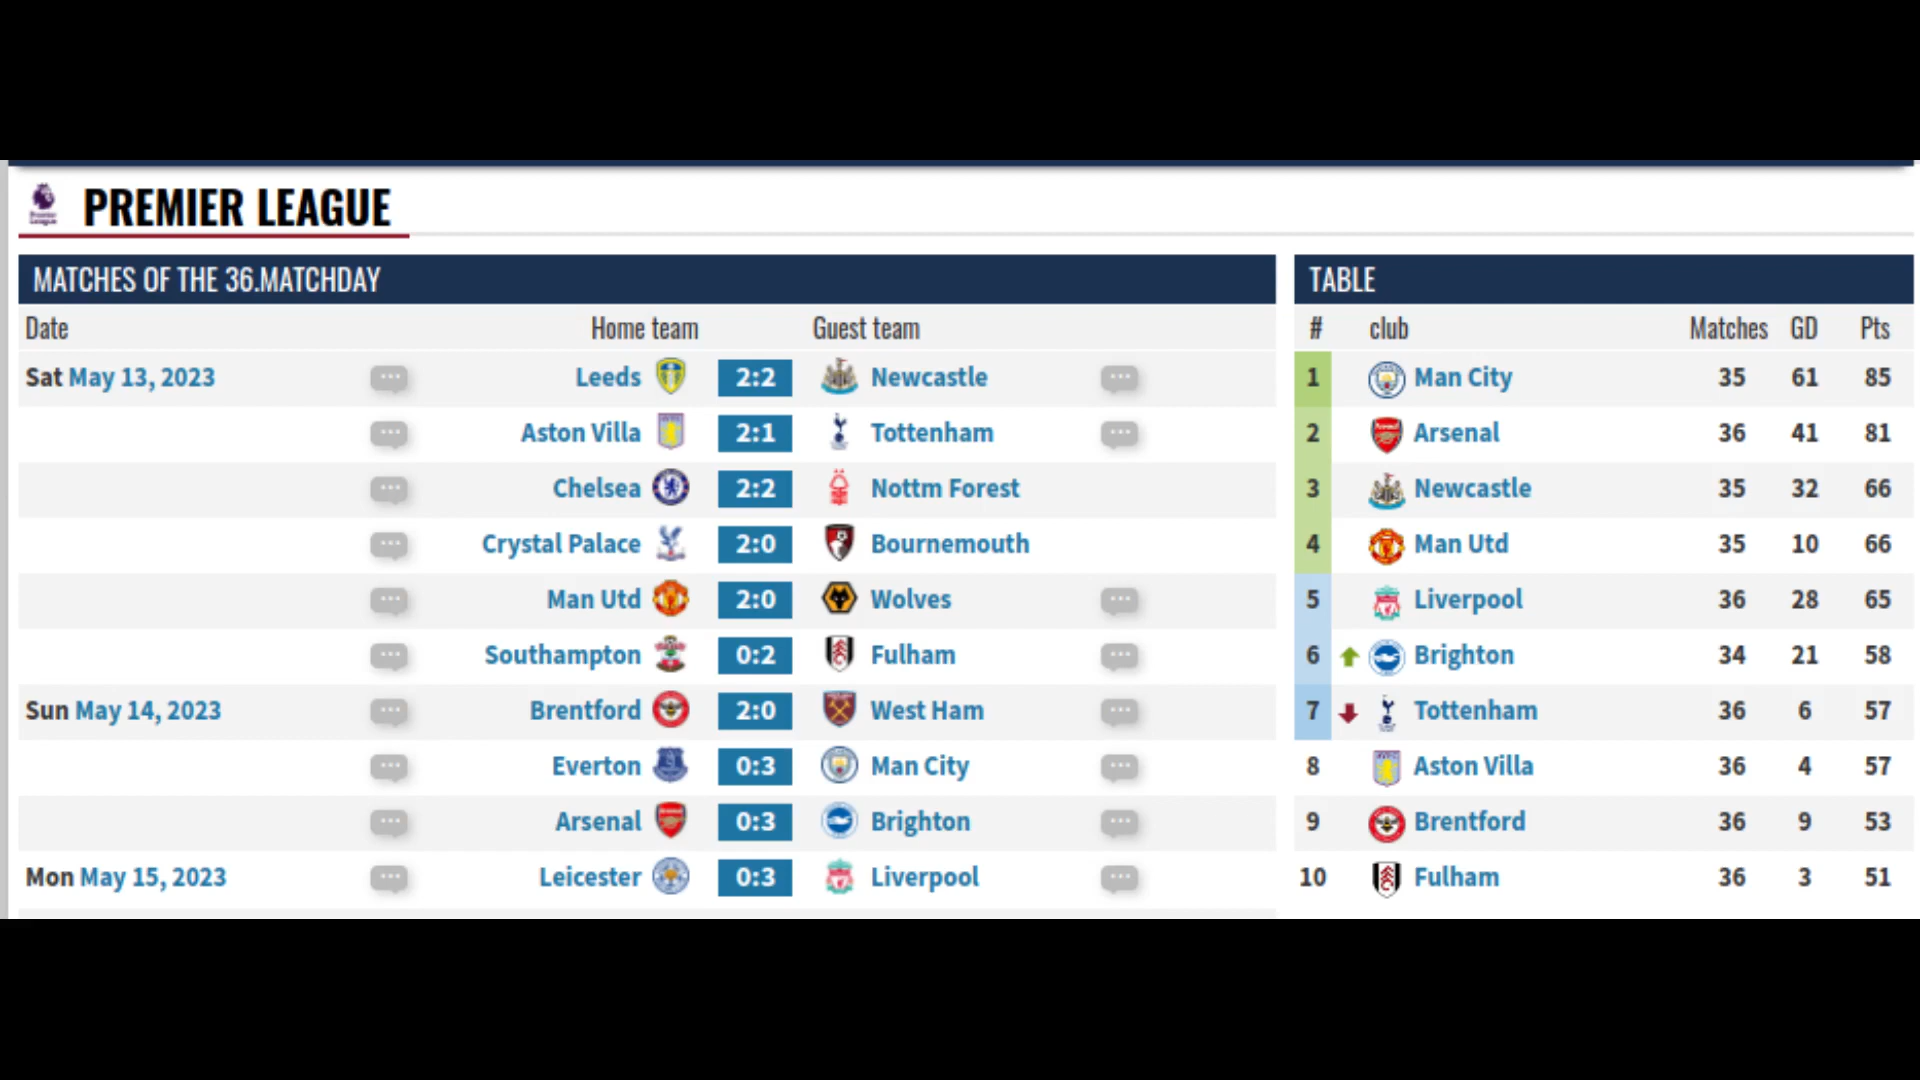 PREMIER LEAGUE
MATCHES OF THE 36.MATCHDAY
Date Home team Guest team
Sat May 13, 2023 Leeds 2:2 Newcastle
Aston Villa 2:1 Tottenham
Chelsea 2:2 Nottm Forest
Crystal Palace 2:0 Bournemouth
Man Utd 2:0 Wolves
Southampton 0:2 Fulham
Sun May 14, 2023 Brentford 2:0 West Ham
Everton 0:3 Man City
Arsenal 0:3 Brighton
Mon May 15, 2023 Leicester 0:3 Liverpool
TABLE
# club Matches GD Pts
1 Man City 35 61 85
2 Arsenal 36 41 81
3 Newcastle 35 32 66
4 Man Utd 35 10 66
5 Liverpool 36 28 65
6 Brighton 34 21 58
7 Tottenham 36 6 57
8 Aston Villa 36 4 57
9 Brentford 36 9 53
10 Fulham 36 3 51